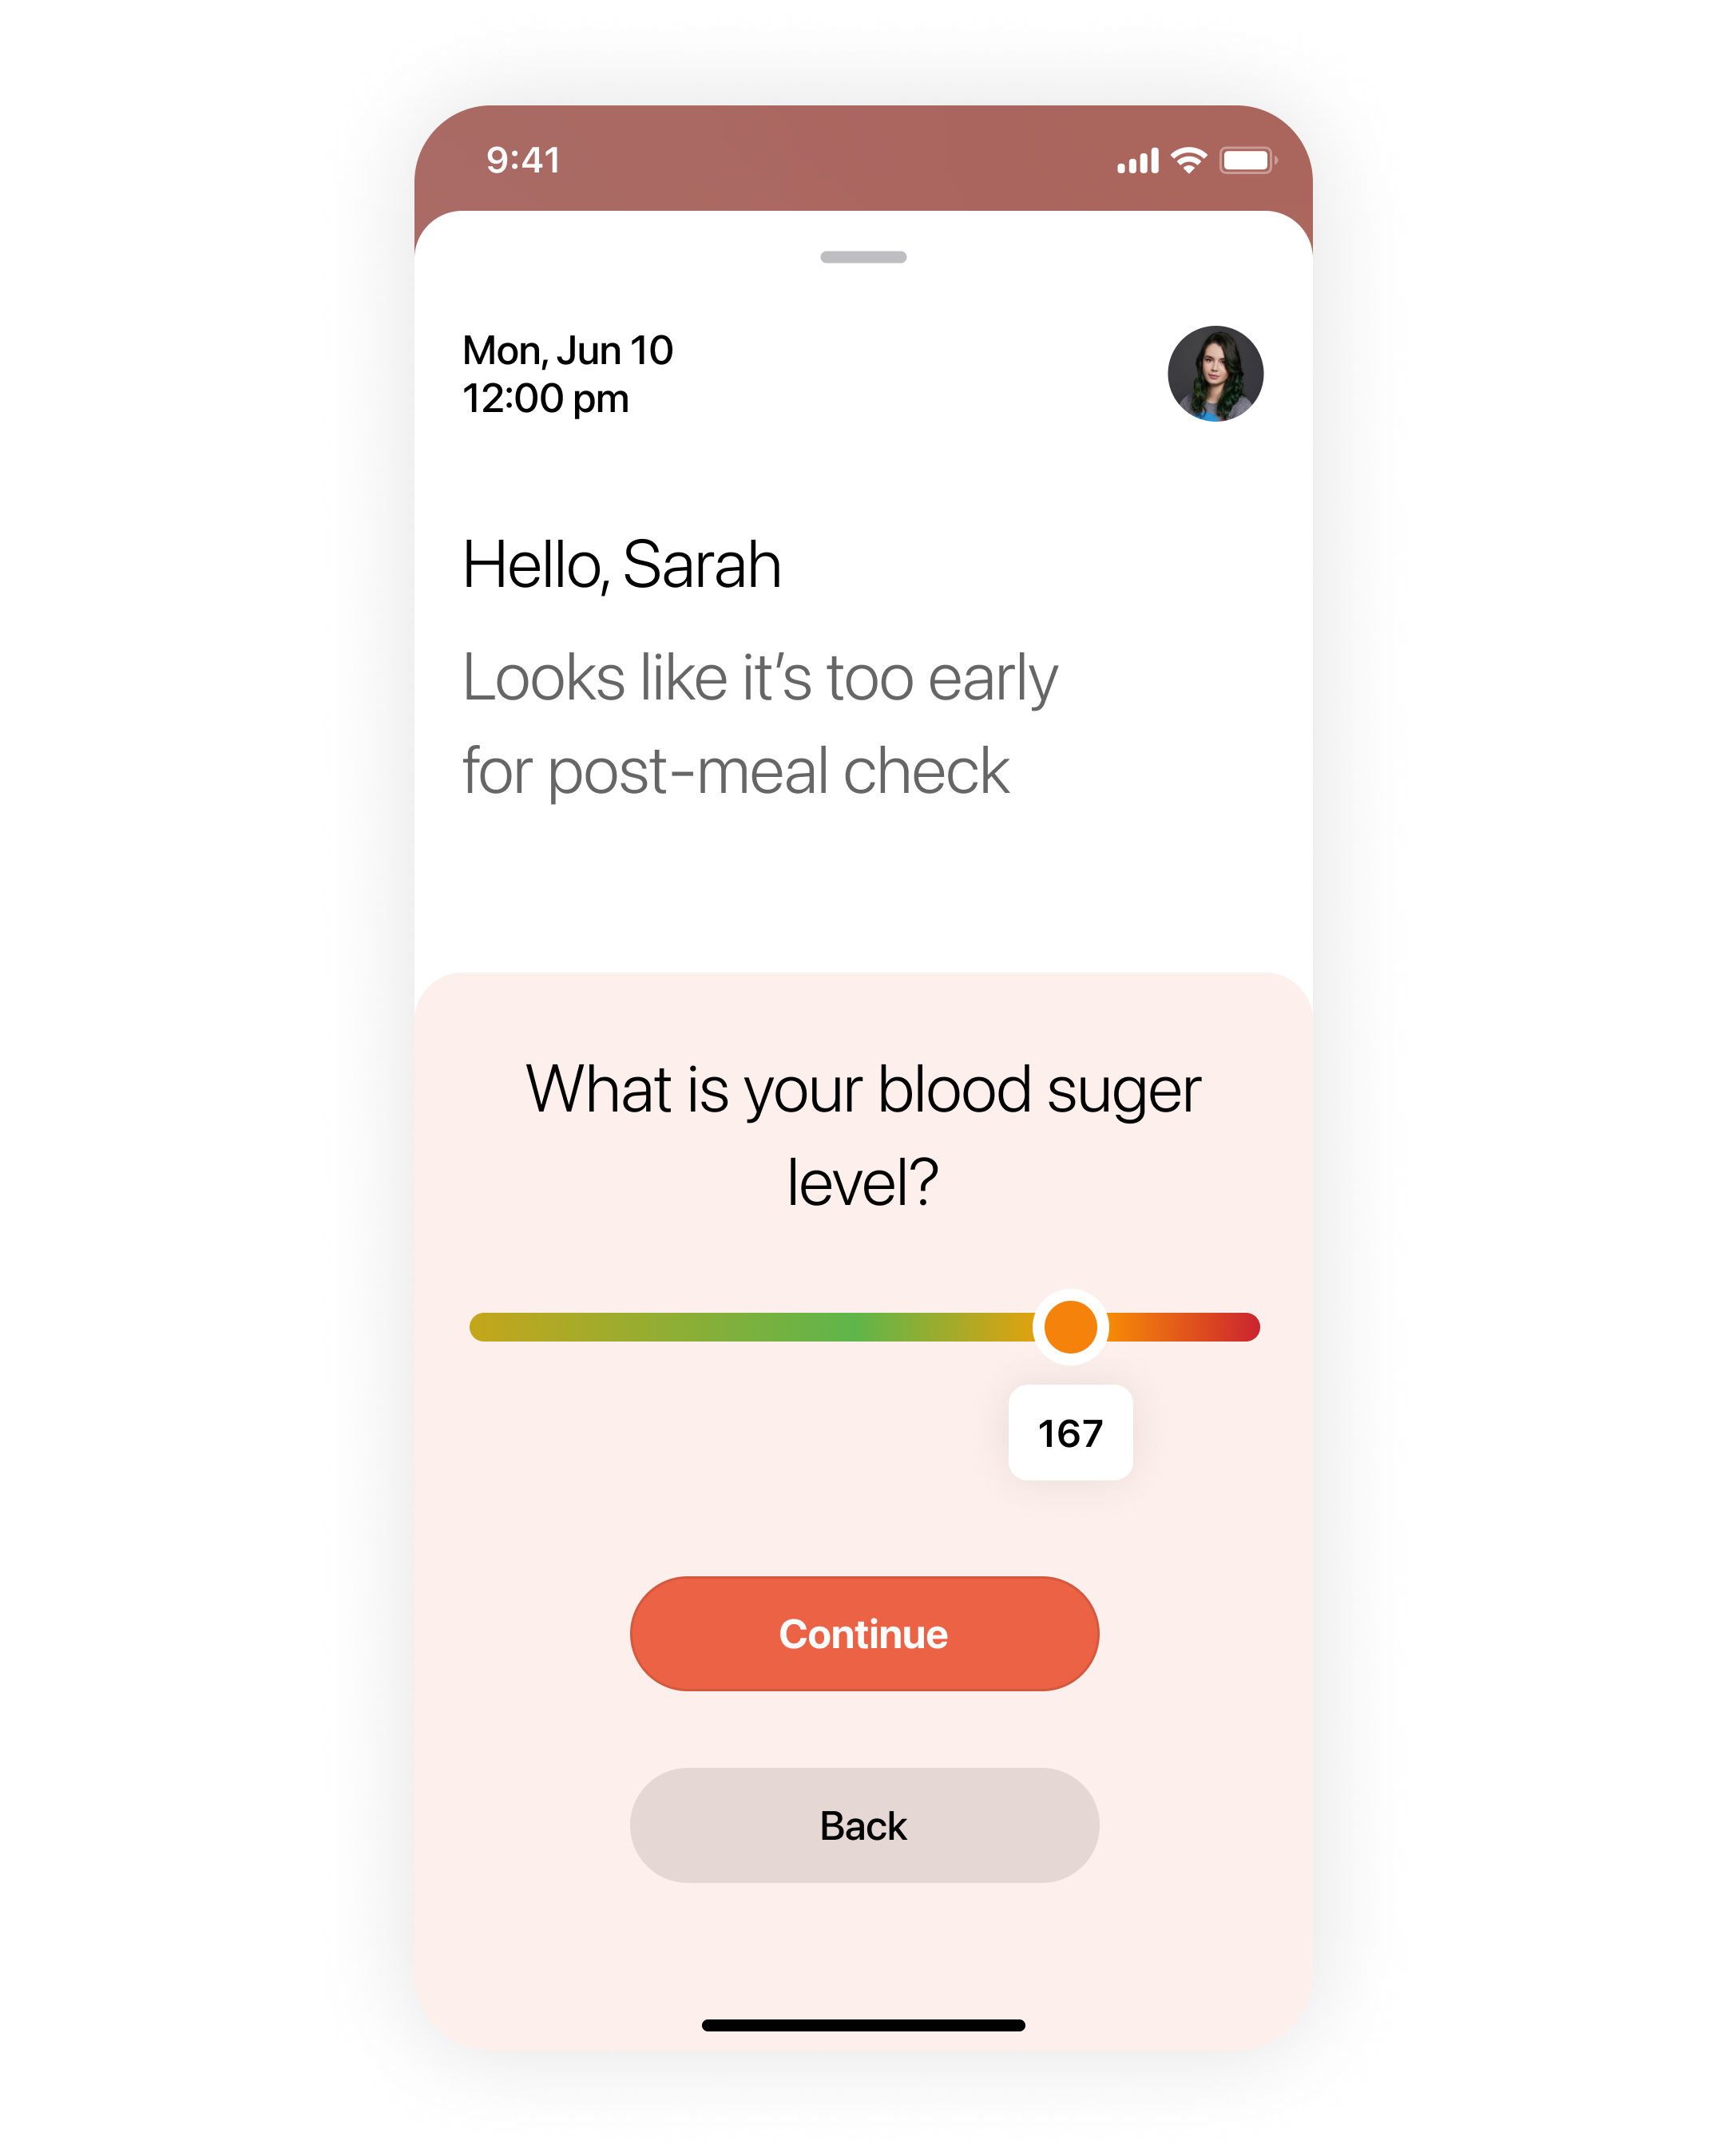 9:41
Mon, Jun 10
12:00 pm
Hello, Sarah
Looks like it’s too early
for post-meal check
What is your blood suger
level?
167
Continue
Back